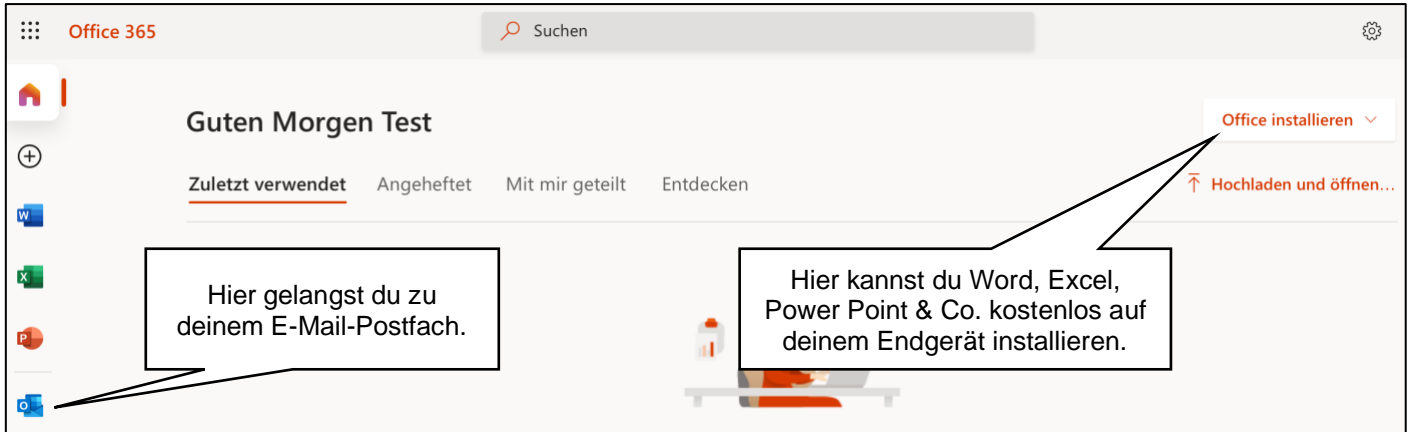 Office 365
Suchen
Guten Morgen Test
Office installieren
Zuletzt verwendet Angeheftet Mit mir geteilt Entdecken
Hochladen und öffnen...
W
Hier gelangst du zu
deinem E-Mail-Postfach.
Hier kannst du Word, Excel,
Power Point & Co. kostenlos auf
deinem Endgerät installieren.
X
P
O